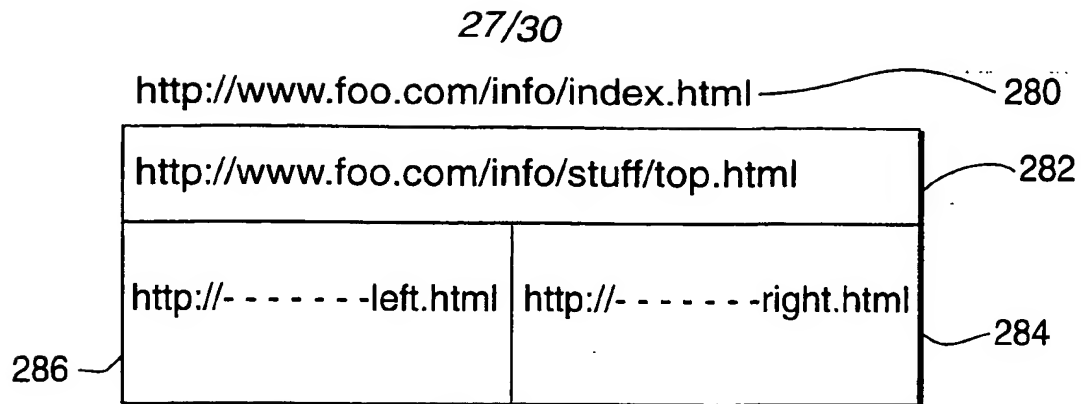 27/30
http://www.foo.com/info/index.html 280
http://www.foo.com/info/stuff/top.html 282
http://- - - - - - -left.html http://- - - - - - -right.html
284
286